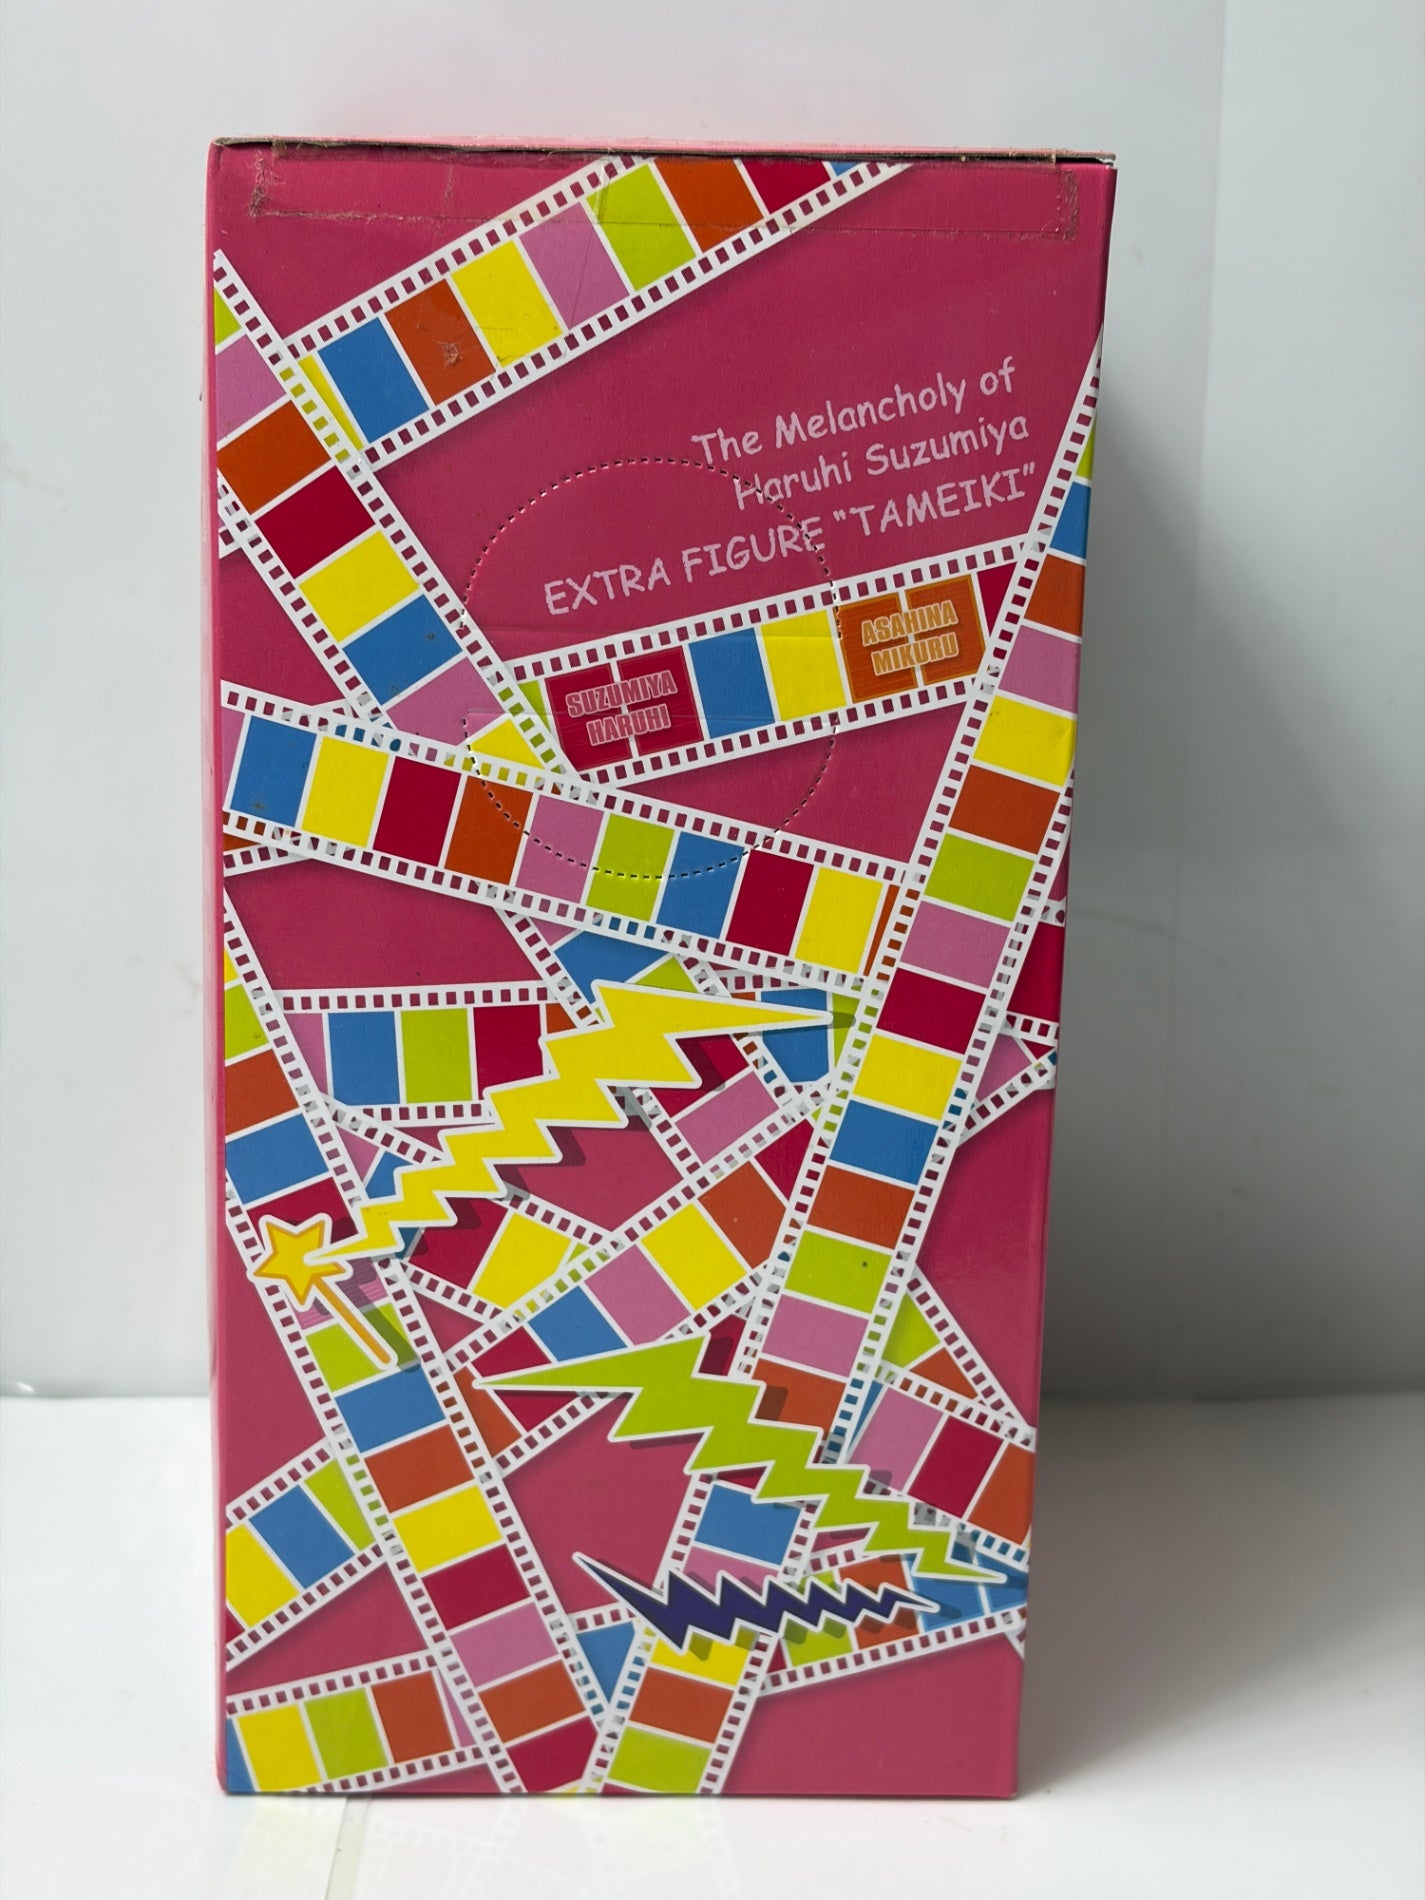 The Melancholy of
Haruhi Suzumiya
EXTRA FIGURE "TAMEIKI"
SUZUMIYA
HARUHI
ASAHINA
MIKURU